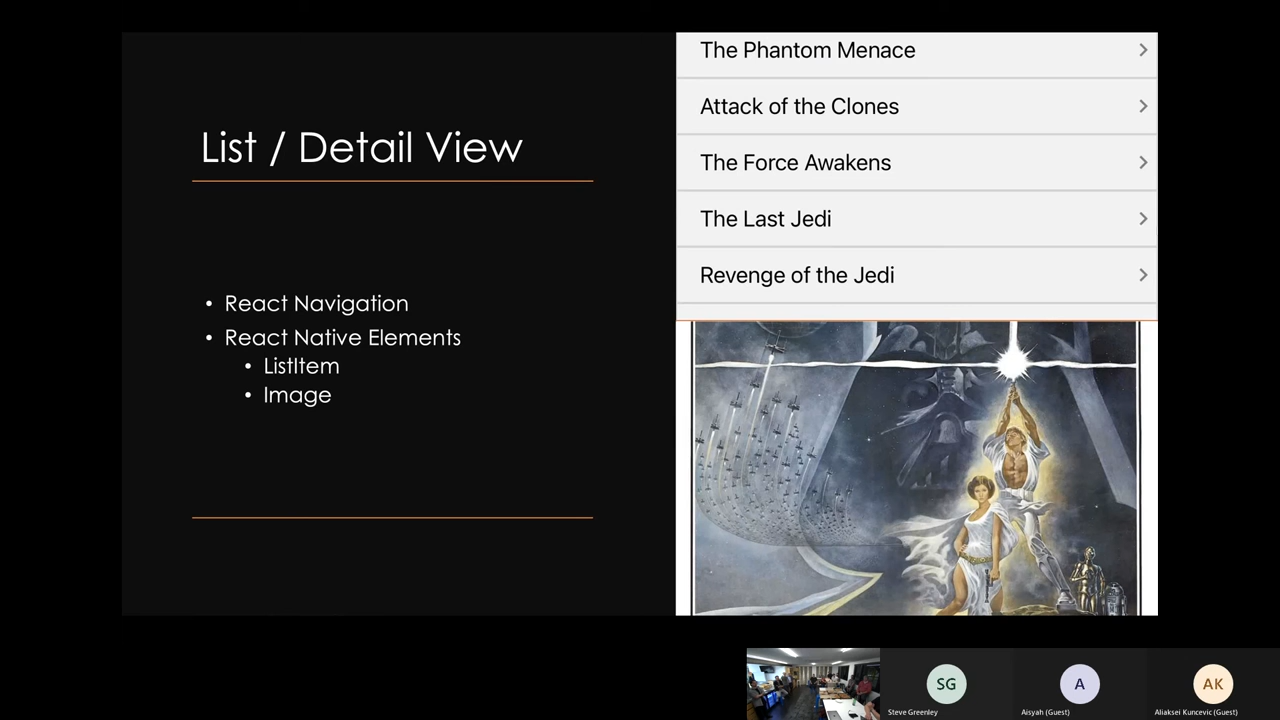 List / Detail View
• React Navigation
• React Native Elements
• ListItem
• Image
The Phantom Menace
Attack of the Clones
The Force Awakens
The Last Jedi
Revenge of the Jedi
SG
Steve Greenley
A
Aisyah (Guest)
AK
Aliaksei Kuncevic (Guest)